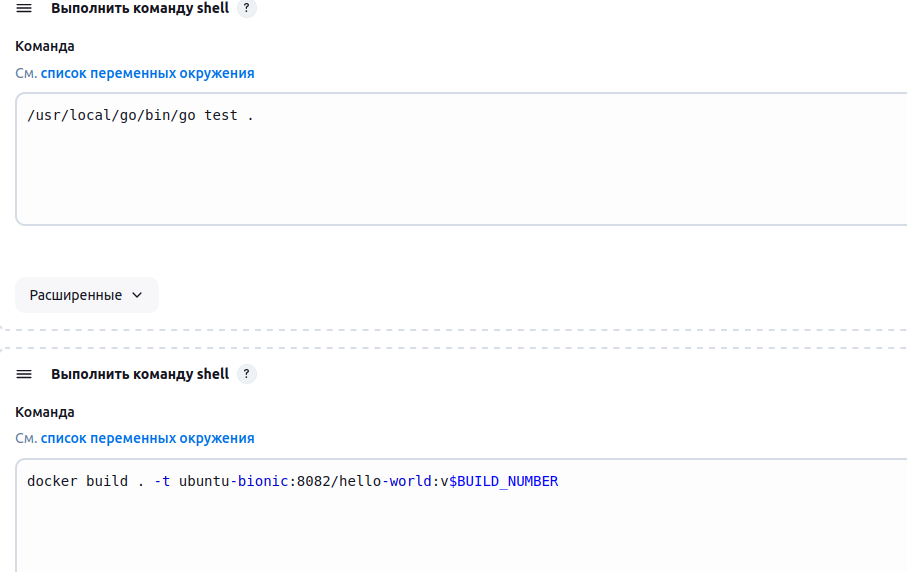 Выполнить команду shell ?
Команда
См. список переменных окружения
/usr/local/go/bin/go test .
Расширенные
Выполнить команду shell ?
Команда
См. список переменных окружения
docker build . -t ubuntu-bionic:8082/hello-world:v$BUILD_NUMBER